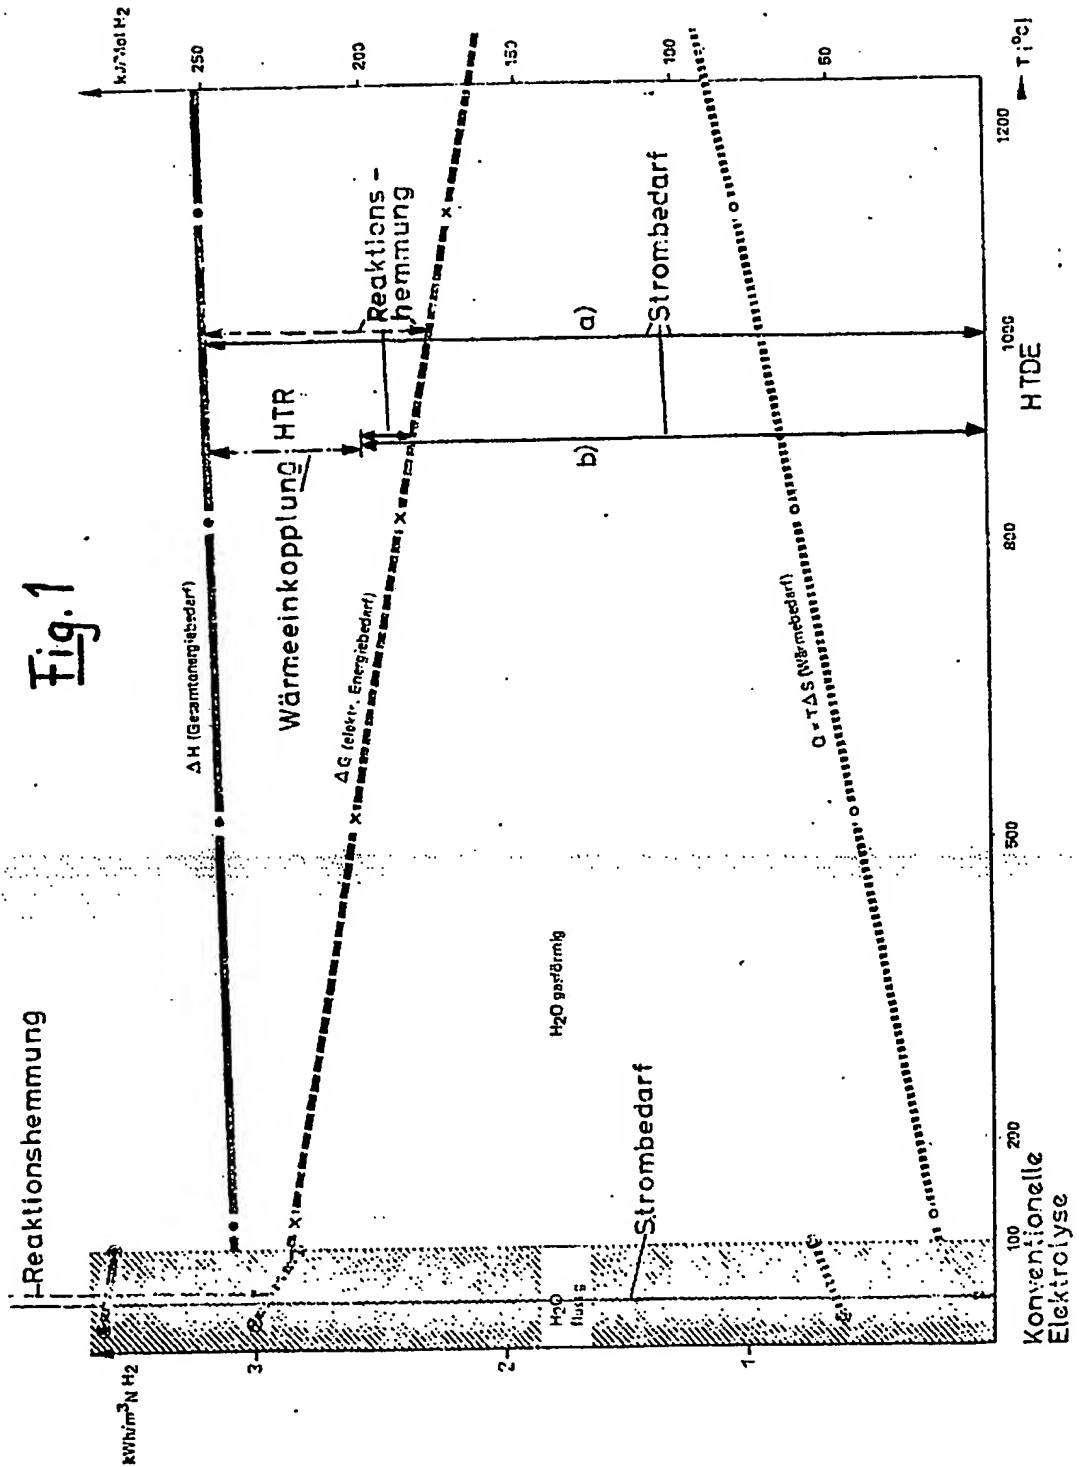 Fig. 1
Reaktionshemmung
kWh/m³N H2
kJ/Mol H2
3
2
1
250
200
150
100
50
ΔH (Gesamtenergiebedarf)
Wärmeeinkopplung HTR
Reaktions-
hemmung
ΔG (elektr. Energiebedarf)
a)
b)
Strombedarf
Q = TΔS (Wärmebedarf)
H2O gasförmig
H2O
flüssig
Strombedarf
100
200
500
800
1000
1200
T [°C]
Konventionelle
Elektrolyse
HTDE